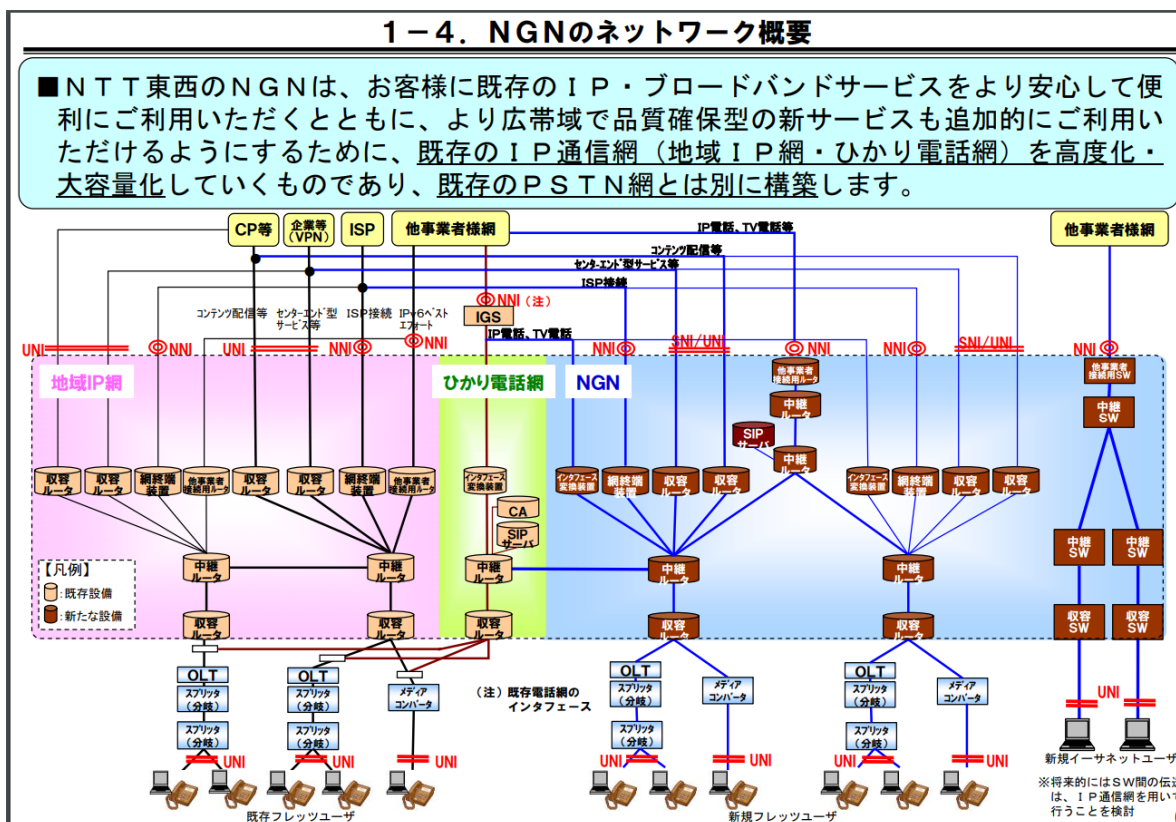 1-4．NGNのネットワーク概要
■NTT東西のNGNは、お客様に既存のIP・ブロードバンドサービスをより安心して便
利にご利用いただくとともに、より広帯域で品質確保型の新サービスも追加的にご利用い
ただけるようにするために、既存のIP通信網（地域IP網・ひかり電話網）を高度化・
大容量化していくものであり、既存のPSTN網とは別に構築します。
CP等
企業等
（VPN）
ISP
他事業者様網
IP電話、TV電話等
他事業者様網
コンテンツ配信等
センターエンド型サービス等
ISP接続
NNI（注）
IGS
コンテンツ配信等
センターエンド型
サービス等
ISP接続
IPv6ベスト
エフォート
IP電話、TV電話
UNI
NNI
UNI
NNI
NNI
NNI
SNI/UNI
NNI
NNI
SNI/UNI
NNI
地域IP網
ひかり電話網
NGN
他事業者
接続用ルータ
他事業者
接続用SW
中継
ルータ
中継
SW
SIP
サーバ
中継
ルータ
収容
ルータ
収容
ルータ
網終端
装置
他事業者
接続用ルータ
収容
ルータ
収容
ルータ
網終端
装置
他事業者
接続用ルータ
インタフェース
変換装置
インタフェース
変換装置
網終端
装置
収容
ルータ
収容
ルータ
インタフェース
変換装置
網終端
装置
収容
ルータ
収容
ルータ
CA
SIP
サーバ
中継
SW
中継
SW
【凡例】
：既存設備
：新たな設備
中継
ルータ
中継
ルータ
中継
ルータ
中継
ルータ
中継
ルータ
収容
ルータ
収容
ルータ
収容
ルータ
収容
ルータ
収容
ルータ
収容
SW
収容
SW
OLT
スプリッタ
（分岐）
スプリッタ
（分岐）
OLT
スプリッタ
（分岐）
スプリッタ
（分岐）
メディア
コンバータ
（注）既存電話網の
インタフェース
OLT
スプリッタ
（分岐）
スプリッタ
（分岐）
メディア
コンバータ
OLT
スプリッタ
（分岐）
スプリッタ
（分岐）
メディア
コンバータ
UNI
UNI
UNI
UNI
UNI
UNI
UNI
既存フレッツユーザ
新規フレッツユーザ
新規イーサネットユーザ
※将来的にはSW間の伝送
は、IP通信網を用いて
行うことを検討